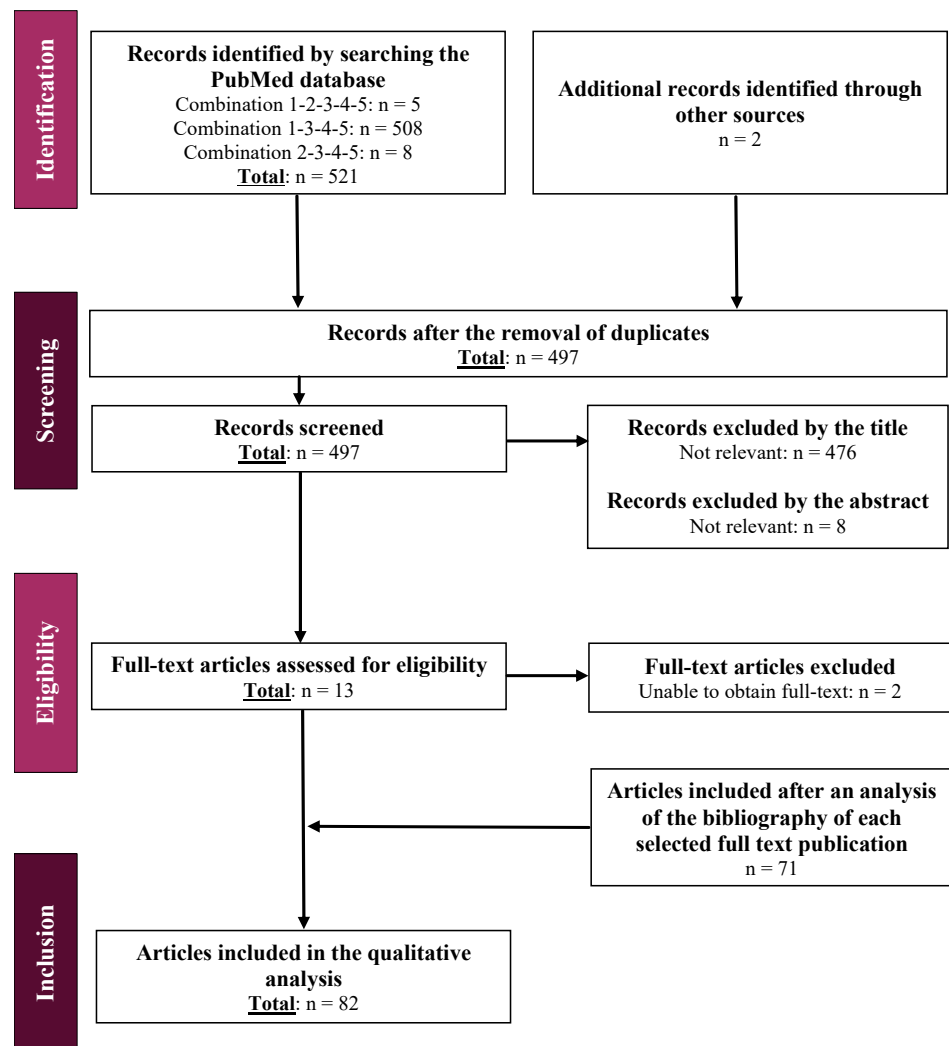 Identification
Records identified by searching the
PubMed database
Combination 1-2-3-4-5: n = 5
Combination 1-3-4-5: n = 508
Combination 2-3-4-5: n = 8
Total: n = 521
Additional records identified through
other sources
n = 2
Screening
Records after the removal of duplicates
Total: n = 497
Records screened
Total: n = 497
Records excluded by the title
Not relevant: n = 476
Records excluded by the abstract
Not relevant: n = 8
Eligibility
Full-text articles assessed for eligibility
Total: n = 13
Full-text articles excluded
Unable to obtain full-text: n = 2
Articles included after an analysis
of the bibliography of each
selected full text publication
n = 71
Inclusion
Articles included in the qualitative
analysis
Total: n = 82